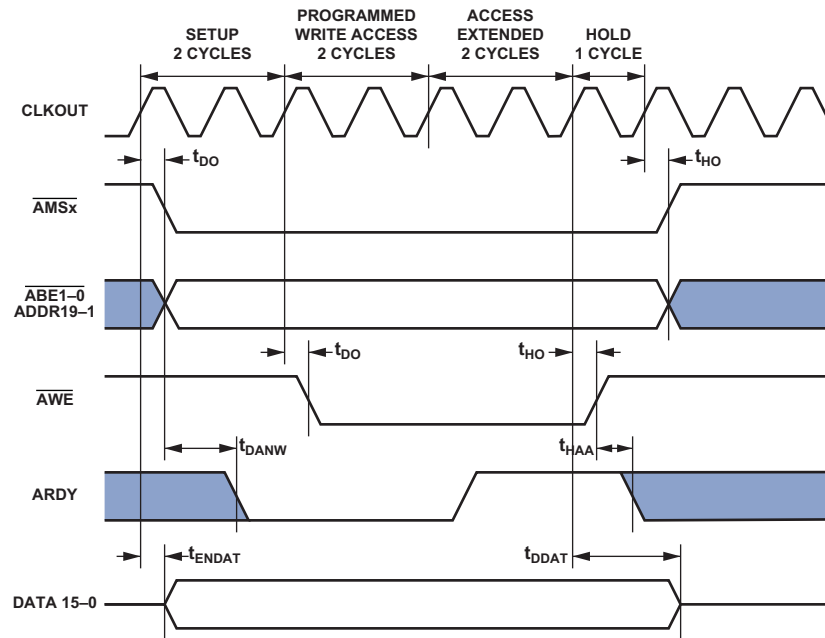 SETUP
2 CYCLES
PROGRAMMED
WRITE ACCESS
2 CYCLES
ACCESS
EXTENDED
2 CYCLES
HOLD
1 CYCLE
CLKOUT
tDO
tHO
AMSx
ABE1–0
ADDR19–1
tDO
tHO
AWE
tDANW
tHAA
ARDY
tENDAT
tDDAT
DATA 15–0